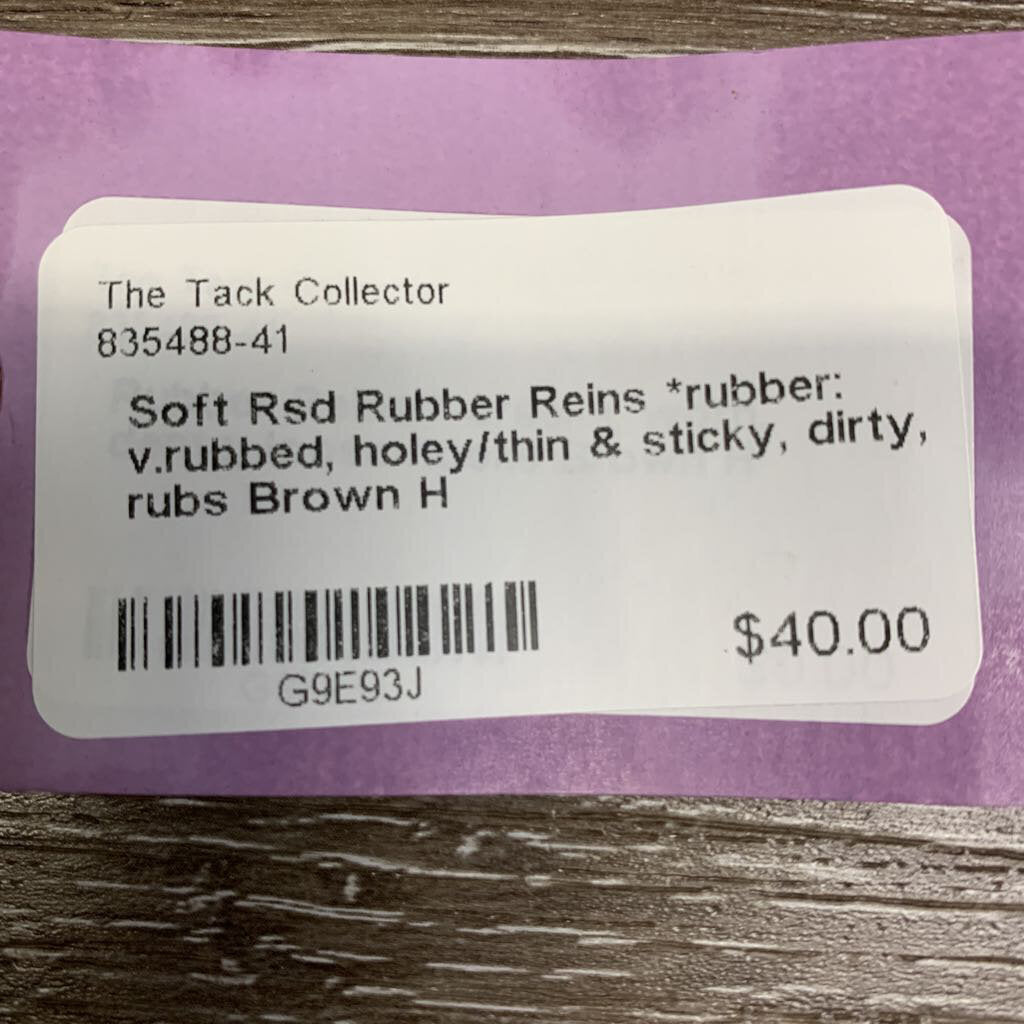 The Tack Collector
835488-41
Soft Rsd Rubber Reins *rubber:
v.rubbed, holey/thin & sticky, dirty,
rubs Brown H
G9E93J
$40.00